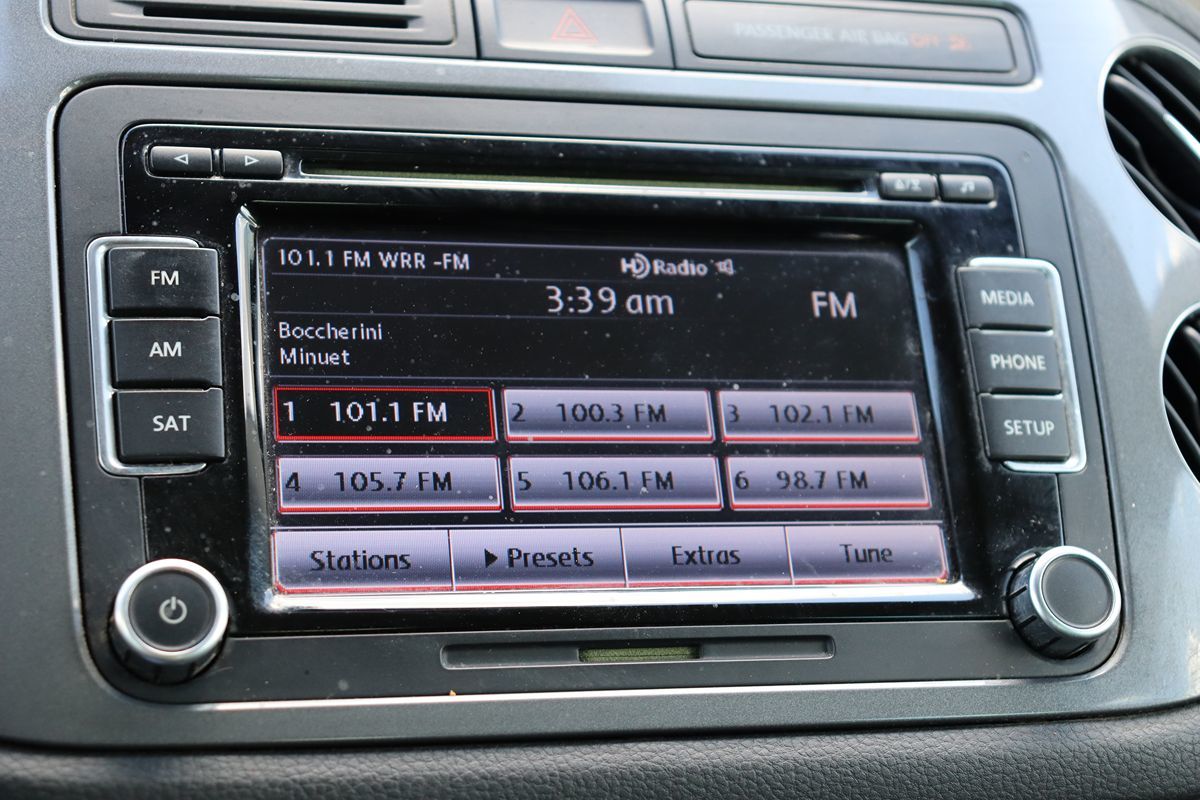 PASSENGER AIR BAG OFF
101.1 FM WRR -FM
HD Radio
3:39 am
FM
Boccherini
Minuet
1 101.1 FM
2 100.3 FM
3 102.1 FM
4 105.7 FM
5 106.1 FM
6 98.7 FM
Stations
Presets
Extras
Tune
FM
AM
SAT
MEDIA
PHONE
SETUP